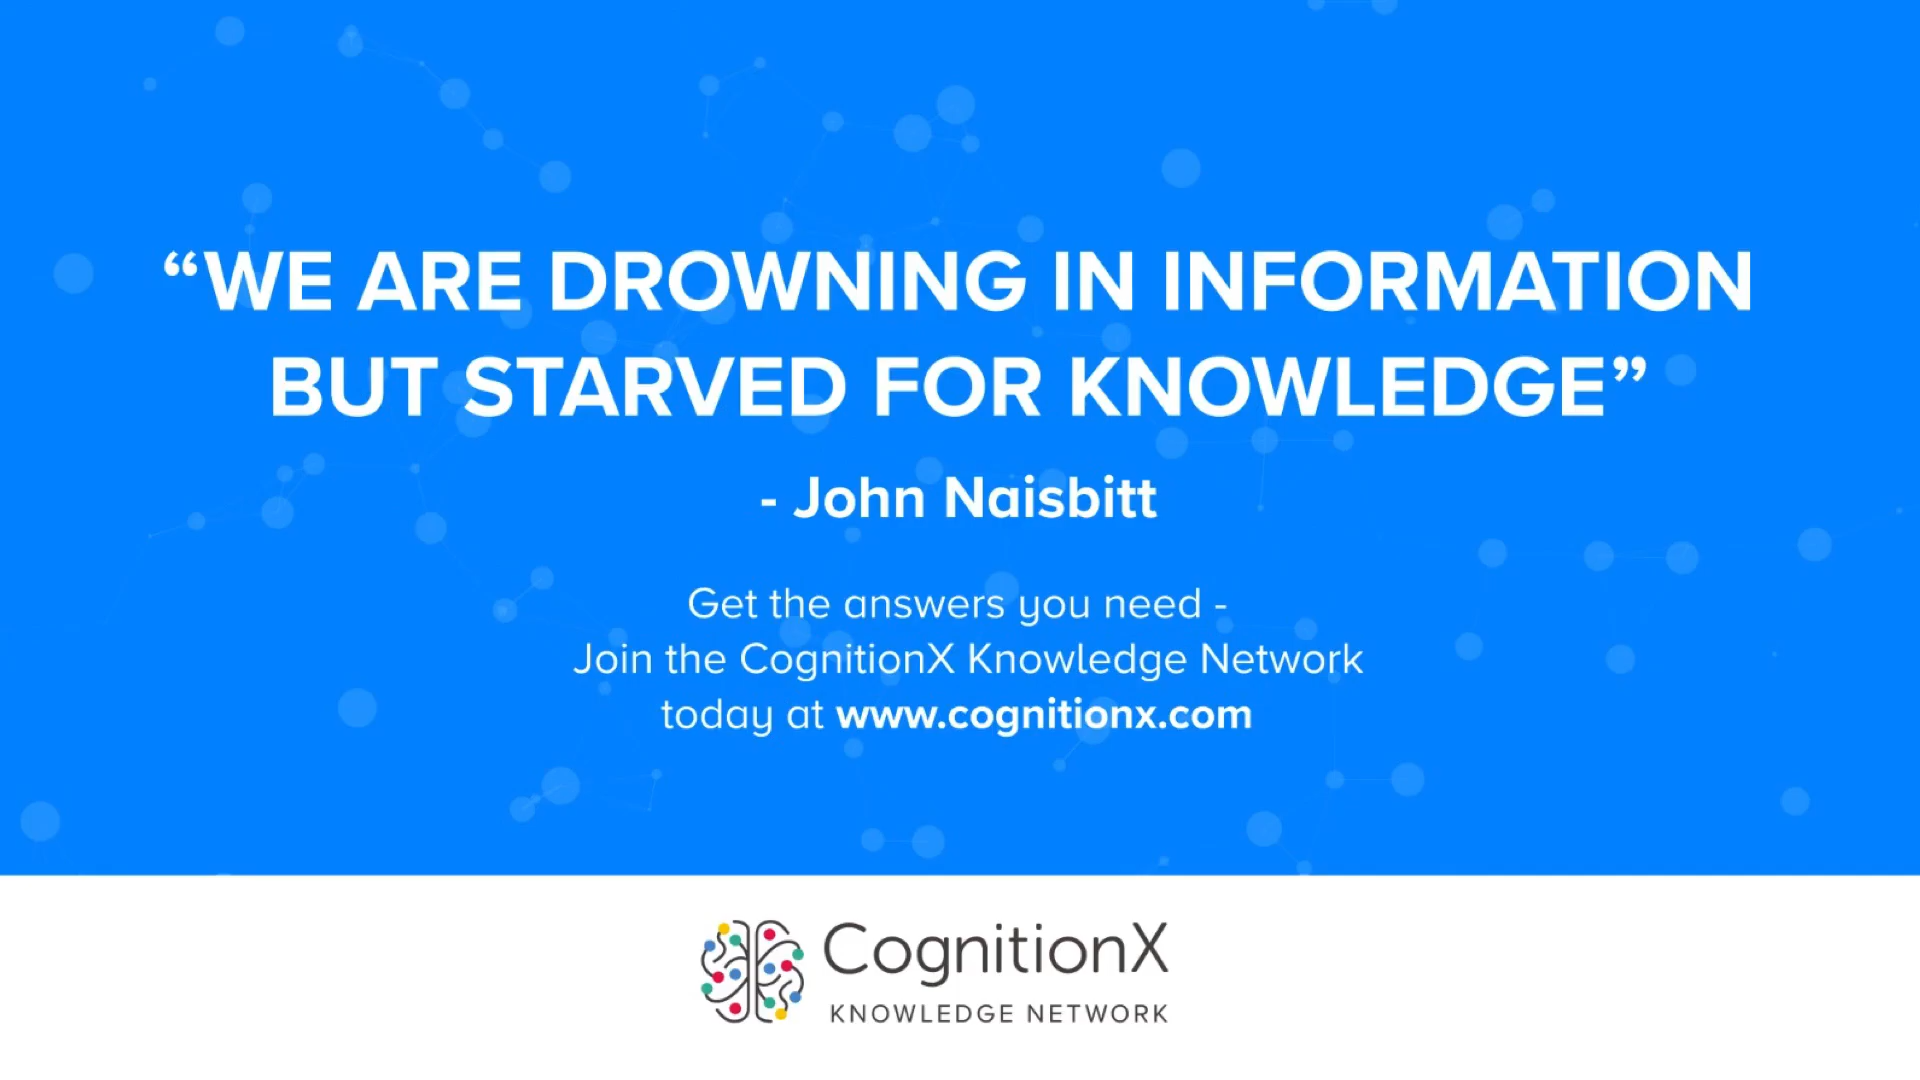 “WE ARE DROWNING IN INFORMATION
BUT STARVED FOR KNOWLEDGE”
- John Naisbitt
Get the answers you need -
Join the CognitionX Knowledge Network
today at www.cognitionx.com
CognitionX
KNOWLEDGE NETWORK